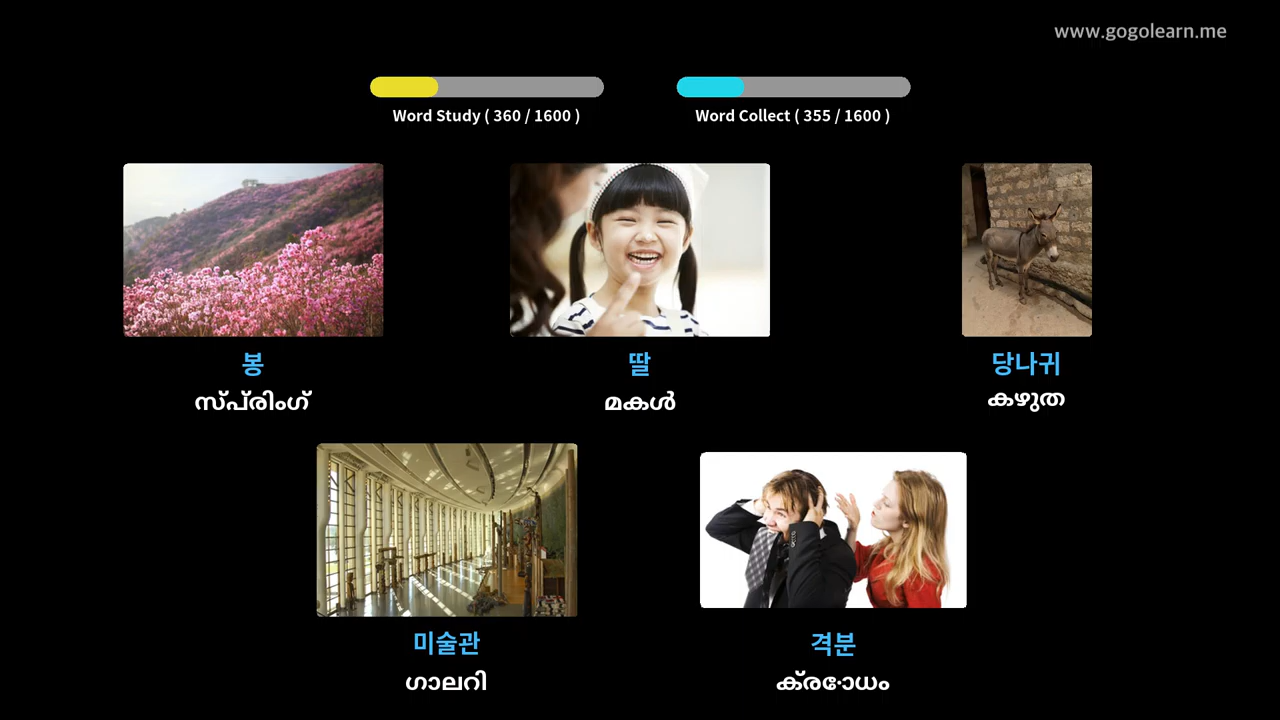 www.gogolearn.me
Word Study ( 360 / 1600 )
Word Collect ( 355 / 1600 )
봉
딸
당나귀
സ്പ്രിംഗ്
മകൾ
കഴുത
미술관
격분
ഗാലറി
ക്രോധം